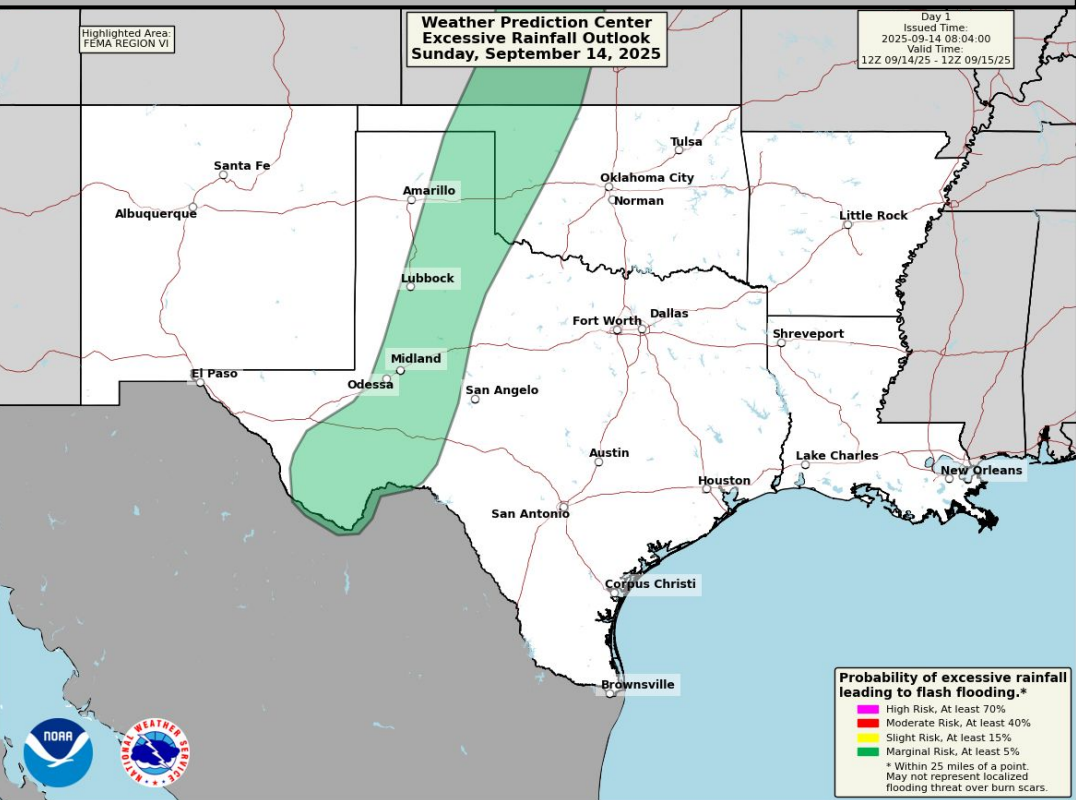 Weather Prediction Center
Excessive Rainfall Outlook
Sunday, September 14, 2025
Highlighted Area:
FEMA REGION VI
Day 1
Issued Time:
2025-09-14 08:04:00
Valid Time:
12Z 09/14/25 - 12Z 09/15/25
Tulsa
Santa Fe
Oklahoma City
Amarillo
Norman
Albuquerque
Little Rock
Lubbock
Dallas
Fort Worth
Shreveport
Midland
El Paso
Odessa
San Angelo
Austin
Lake Charles
New Orleans
Houston
San Antonio
Corpus Christi
Brownsville
Probability of excessive rainfall
leading to flash flooding.*
High Risk, At least 70%
Moderate Risk, At least 40%
Slight Risk, At least 15%
Marginal Risk, At least 5%
* Within 25 miles of a point.
May not represent localized
flooding threat over burn scars.
NOAA
NATIONAL WEATHER SERVICE